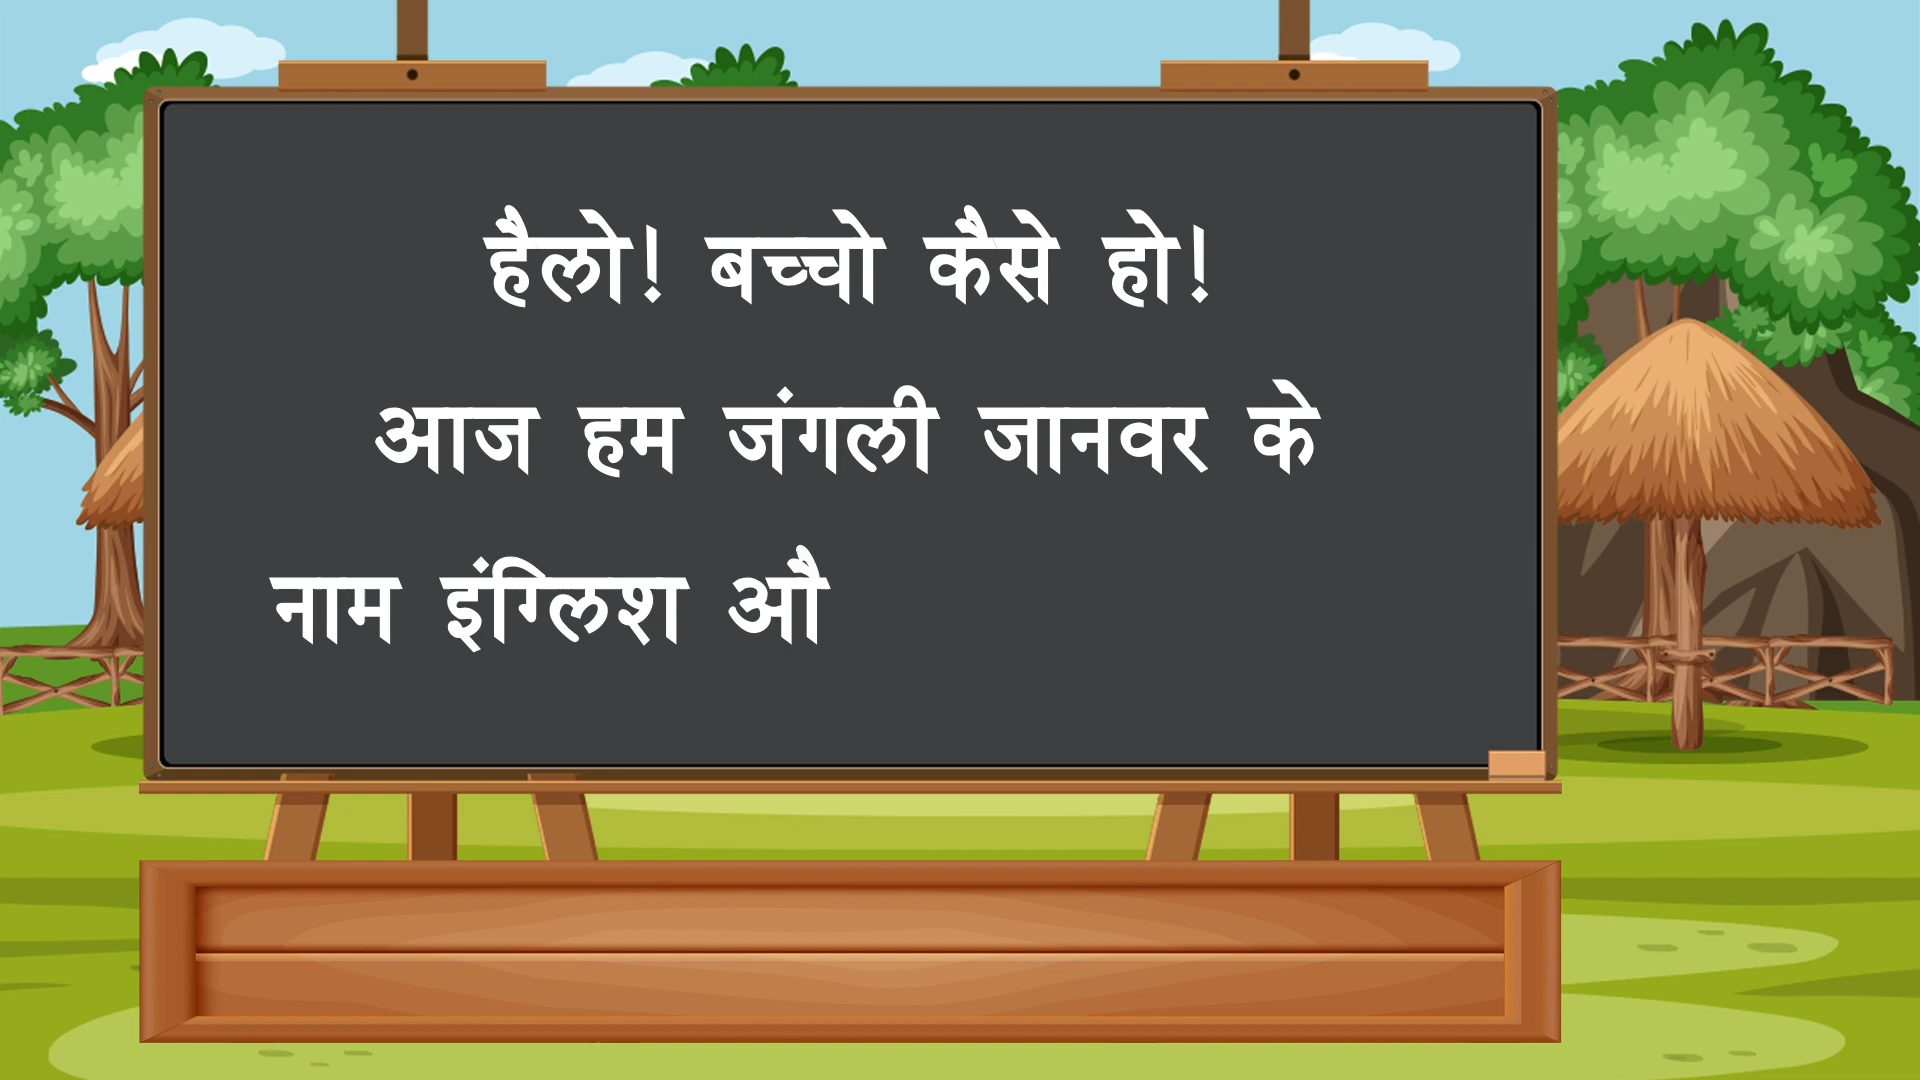 हैलो! बच्चो कैसे हो!
आज हम जंगली जानवर के
नाम इंग्लिश औ